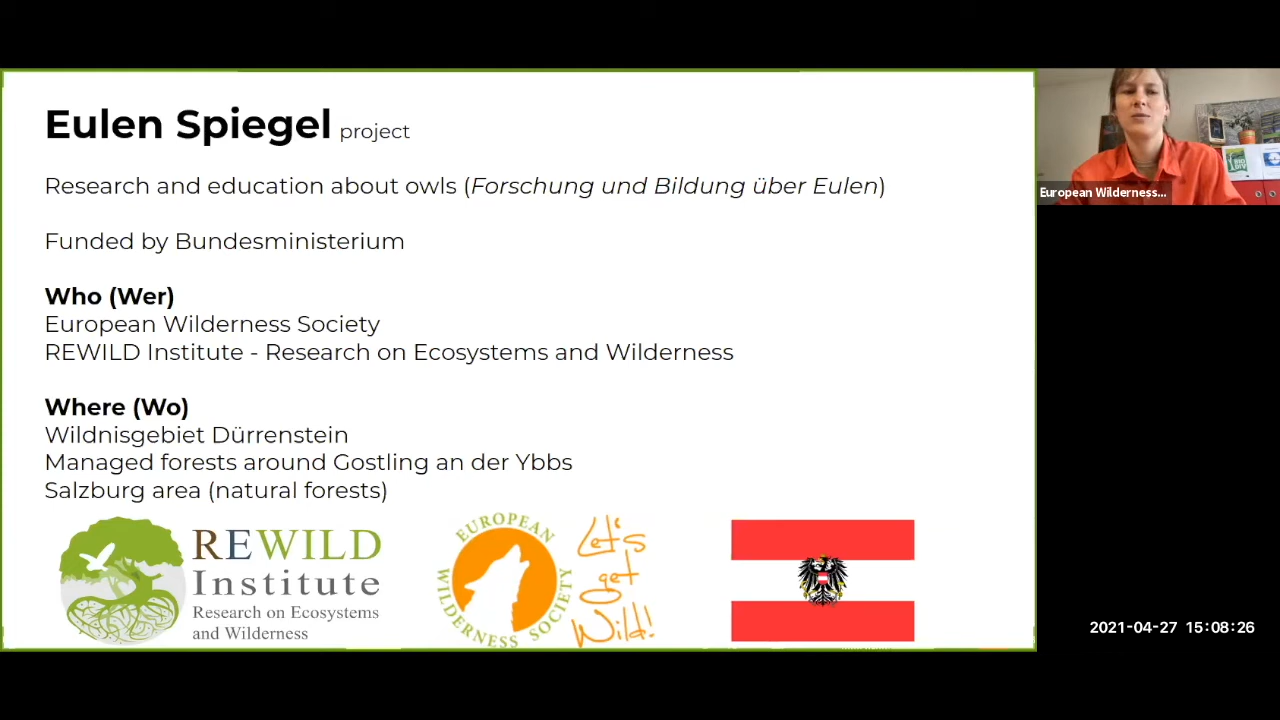 Eulen Spiegel project
Research and education about owls (Forschung und Bildung über Eulen)
Funded by Bundesministerium
Who (Wer)
European Wilderness Society
REWILD Institute - Research on Ecosystems and Wilderness
Where (Wo)
Wildnisgebiet Dürrenstein
Managed forests around Gostling an der Ybbs
Salzburg area (natural forests)
REWILD
Institute
Research on Ecosystems
and Wilderness
EUROPEAN
WILDERNESS SOCIETY
Let's
get
Wild!
European Wilderness...
BIO
DIV
2021-04-27 15:08:26